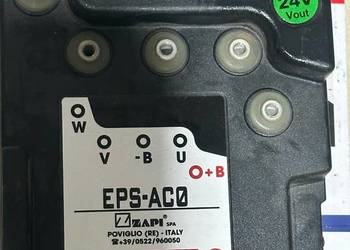 24V
Vout
W
V
-B
U
+B
EPS-AC0
ZAPI SPA
POVIGLIO (RE) - ITALY
☎+39/0522/960050